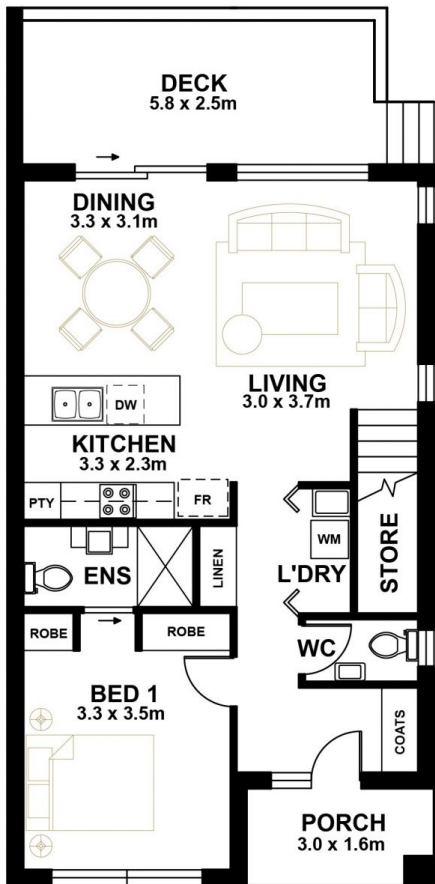 DECK
5.8 x 2.5m
DINING
3.3 x 3.1m
LIVING
3.0 x 3.7m
DW
KITCHEN
3.3 x 2.3m
PTY
FR
WM
L'DRY
STORE
ENS
LINEN
ROBE
ROBE
WC
BED 1
3.3 x 3.5m
COATS
PORCH
3.0 x 1.6m